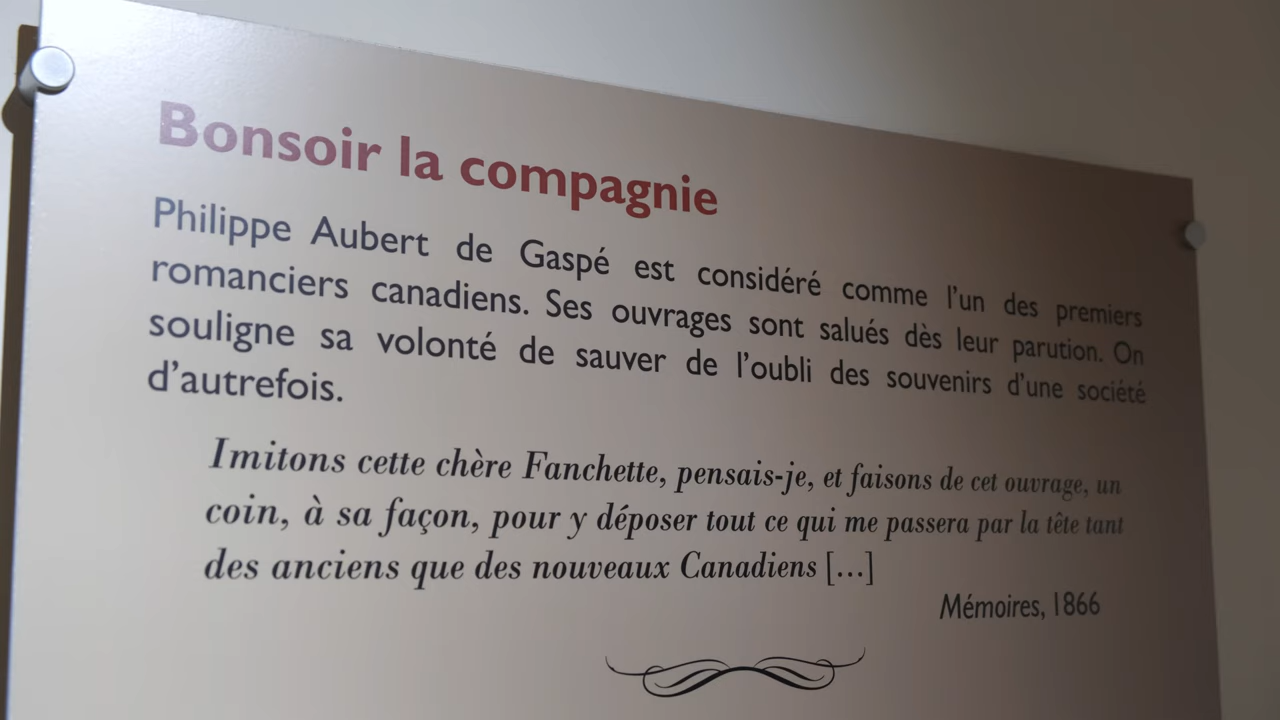 Bonsoir la compagnie
Philippe Aubert de Gaspé est considéré comme l'un des premiers
romanciers canadiens. Ses ouvrages sont salués dès leur parution. On
souligne sa volonté de sauver de l'oubli des souvenirs d'une société
d'autrefois.
Imitons cette chère Fanchette, pensais-je, et faisons de cet ouvrage, un
coin, à sa façon, pour y déposer tout ce qui me passera par la tête tant
des anciens que des nouveaux Canadiens [...]
Mémoires, 1866